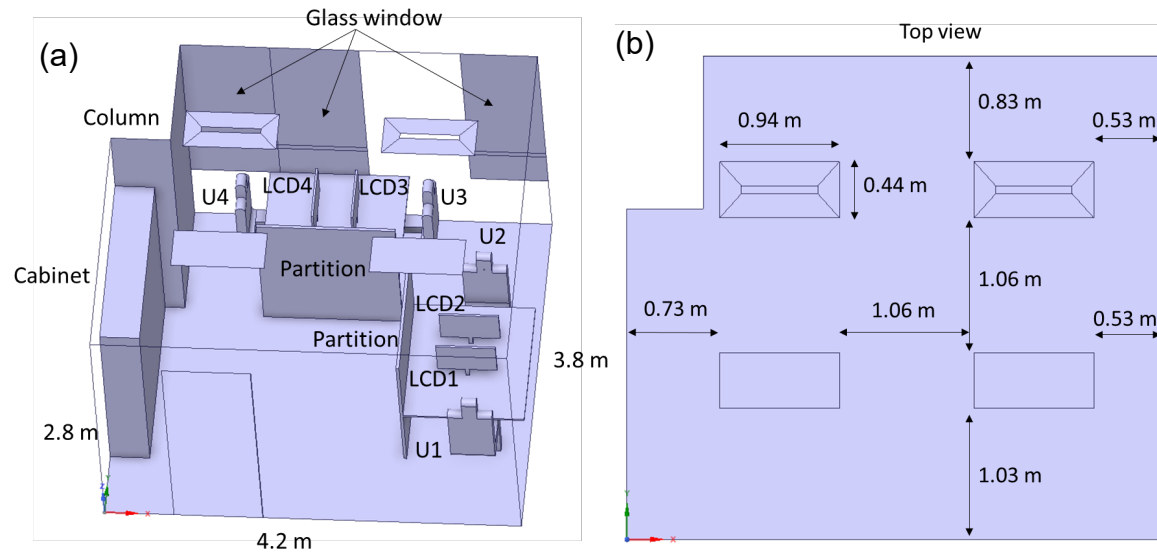 (a)
Glass window
Column
U4
LCD4
LCD3
U3
U2
Cabinet
Partition
LCD2
Partition
LCD1
3.8 m
2.8 m
U1
Z
Y
X
4.2 m
(b)
Top view
0.83 m
0.94 m
0.53 m
0.44 m
1.06 m
0.73 m
1.06 m
0.53 m
1.03 m
Y
X